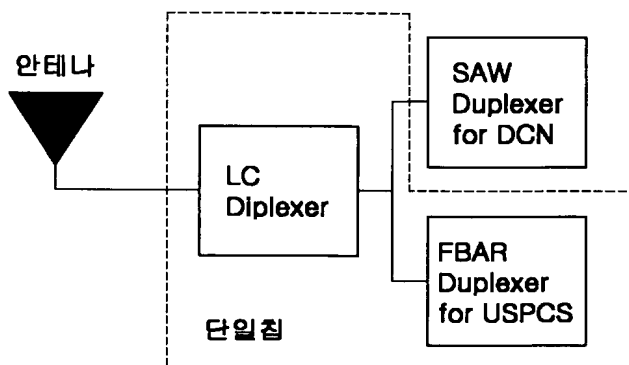 안테나
LC
Diplexer
SAW
Duplexer
for DCN
FBAR
Duplexer
for USPCS
단일칩